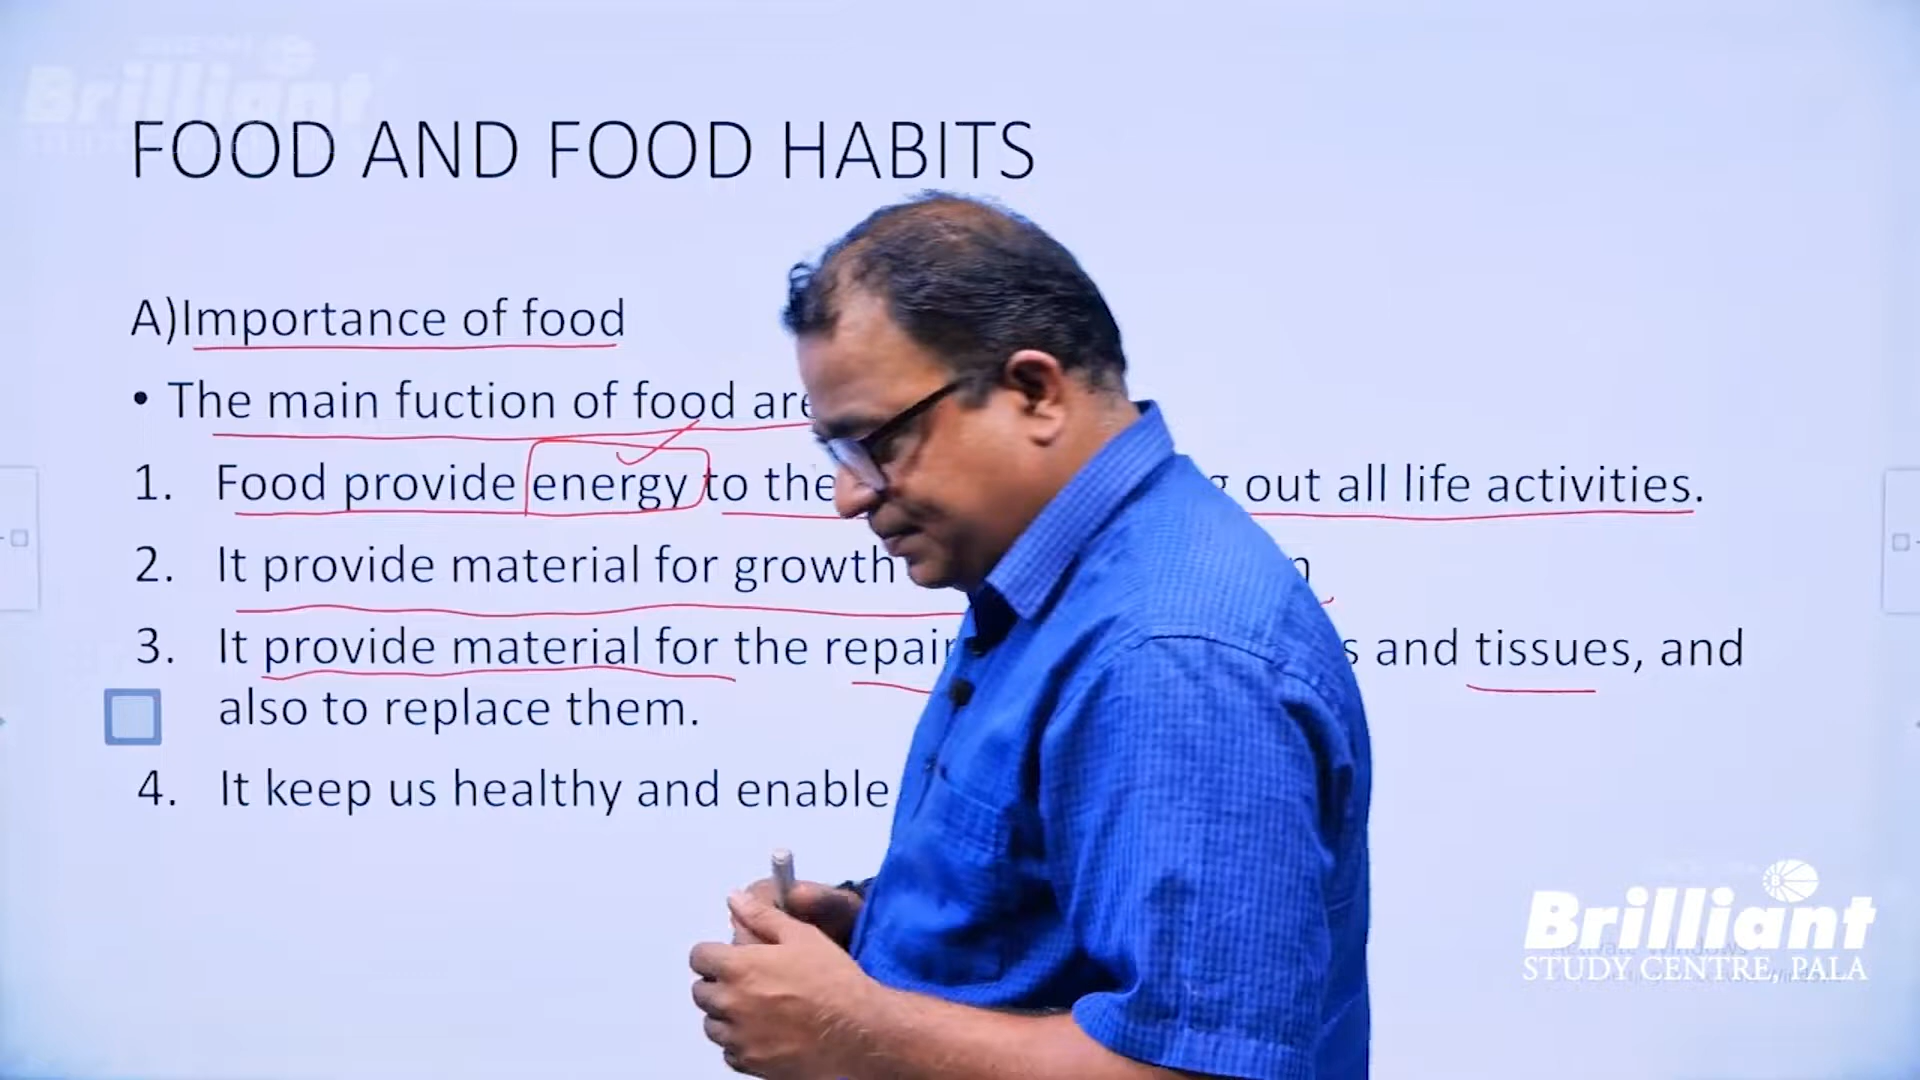 FOOD AND FOOD HABITS
A)Importance of food
• The main fuction of food are
1. Food provide energy to the out all life activities.
2. It provide material for growth
3. It provide material for the repair and tissues, and
also to replace them.
4. It keep us healthy and enable
Brilliant
STUDY CENTRE, PALA
Brilliant